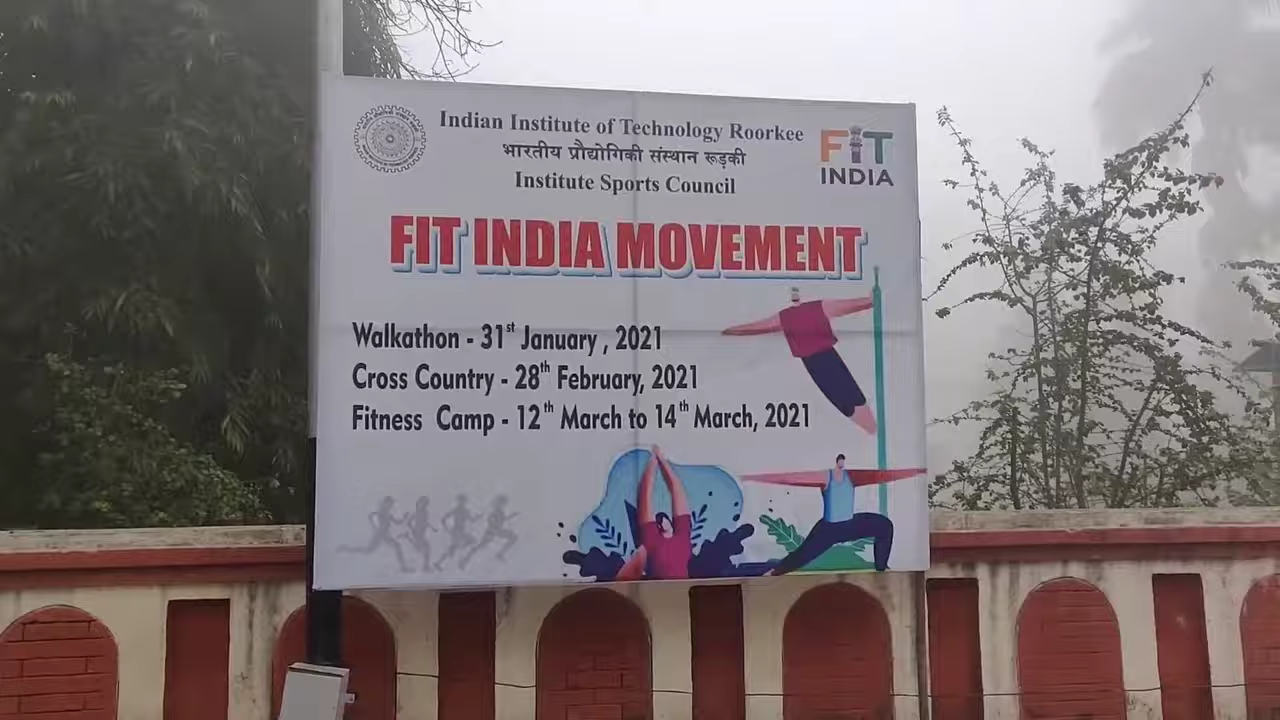 Indian Institute of Technology Roorkee
भारतीय प्रौद्योगिकी संस्थान रूड़की
Institute Sports Council
FIT
INDIA
FIT INDIA MOVEMENT
Walkathon - 31st January , 2021
Cross Country - 28th February, 2021
Fitness Camp - 12th March to 14th March, 2021